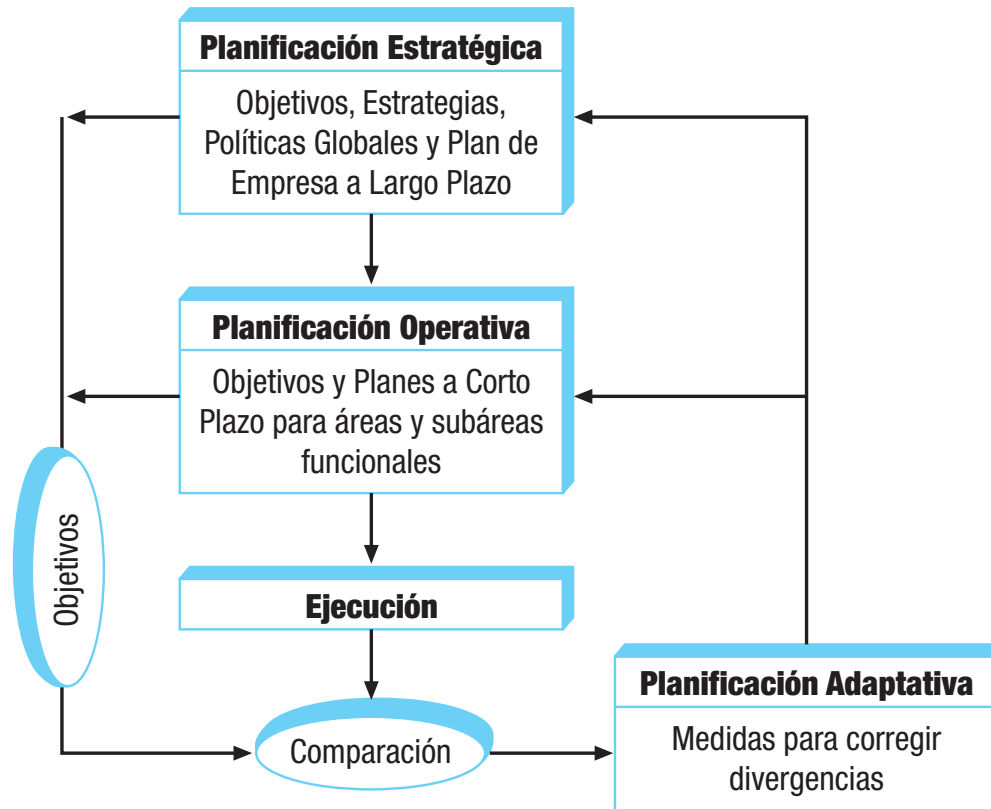 Planificación Estratégica
Objetivos, Estrategias,
Políticas Globales y Plan de
Empresa a Largo Plazo
Planificación Operativa
Objetivos y Planes a Corto
Plazo para áreas y subáreas
funcionales
Objetivos
Ejecución
Comparación
Planificación Adaptativa
Medidas para corregir
divergencias